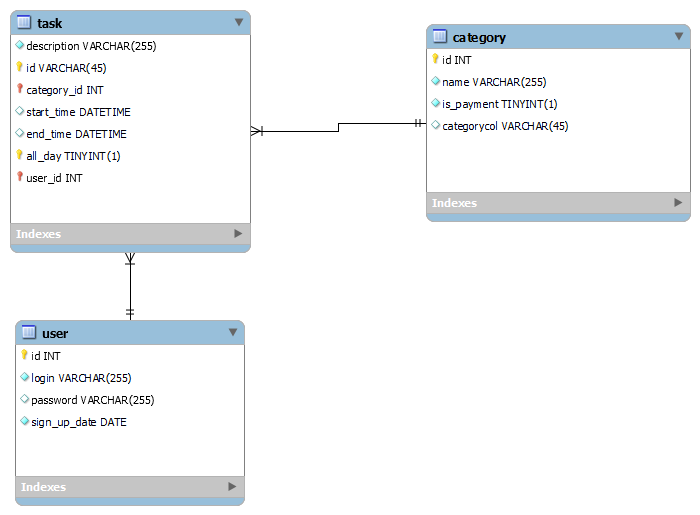 task
description VARCHAR(255)
id VARCHAR(45)
category_id INT
start_time DATETIME
end_time DATETIME
all_day TINYINT(1)
user_id INT
Indexes
category
id INT
name VARCHAR(255)
is_payment TINYINT(1)
categorycol VARCHAR(45)
Indexes
user
id INT
login VARCHAR(255)
password VARCHAR(255)
sign_up_date DATE
Indexes